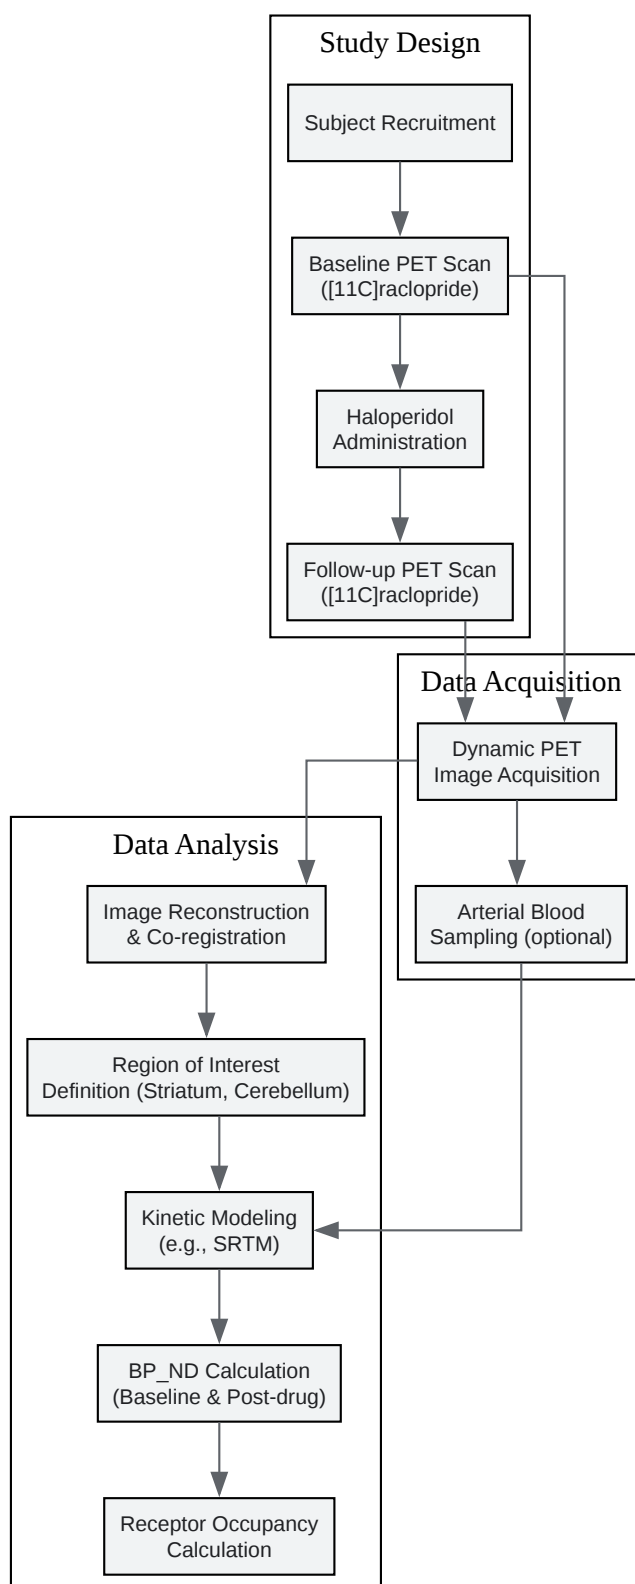 Study Design
Subject Recruitment
Baseline PET Scan
([11C]raclopride)
Haloperidol
Administration
Follow-up PET Scan
([11C]raclopride)
Data Acquisition
Dynamic PET
Image Acquisition
Arterial Blood
Sampling (optional)
Data Analysis
Image Reconstruction
& Co-registration
Region of Interest
Definition (Striatum, Cerebellum)
Kinetic Modeling
(e.g., SRTM)
BP_ND Calculation
(Baseline & Post-drug)
Receptor Occupancy
Calculation